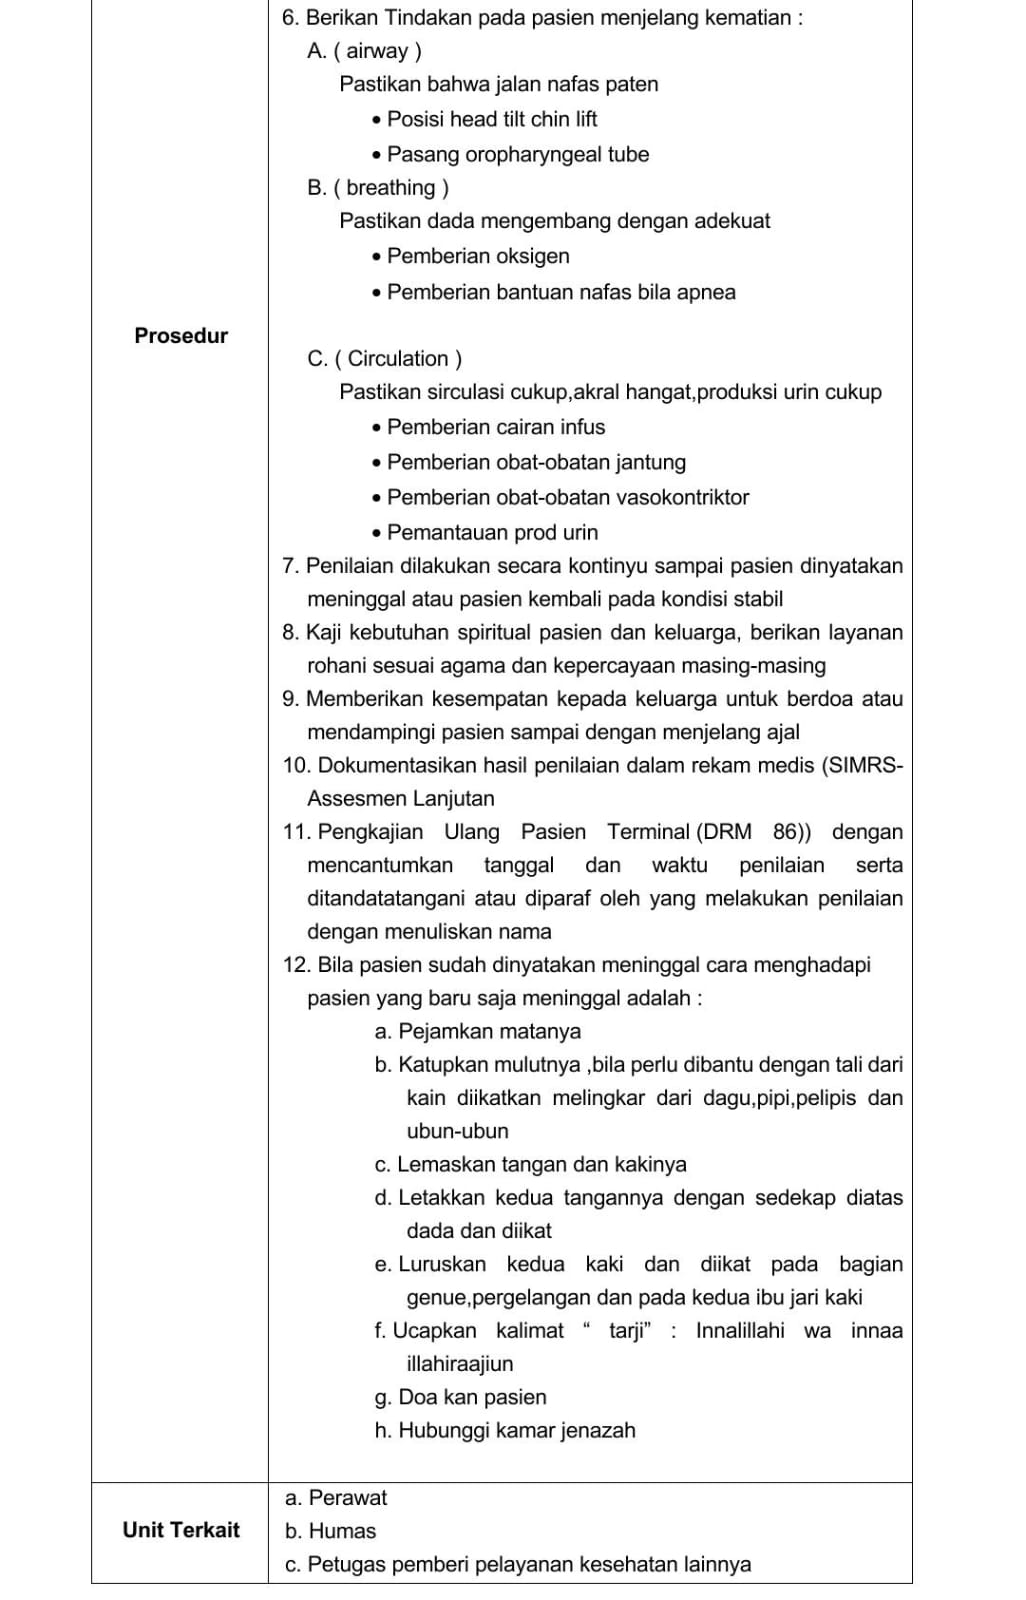 6. Berikan Tindakan pada pasien menjelang kematian :
A. ( airway )
Pastikan bahwa jalan nafas paten
• Posisi head tilt chin lift
• Pasang oropharyngeal tube
B. ( breathing )
Pastikan dada mengembang dengan adekuat
• Pemberian oksigen
• Pemberian bantuan nafas bila apnea
Prosedur
C. ( Circulation )
Pastikan sirculasi cukup,akral hangat,produksi urin cukup
• Pemberian cairan infus
• Pemberian obat-obatan jantung
• Pemberian obat-obatan vasokontriktor
• Pemantauan prod urin
7. Penilaian dilakukan secara kontinyu sampai pasien dinyatakan
meninggal atau pasien kembali pada kondisi stabil
8. Kaji kebutuhan spiritual pasien dan keluarga, berikan layanan
rohani sesuai agama dan kepercayaan masing-masing
9. Memberikan kesempatan kepada keluarga untuk berdoa atau
mendampingi pasien sampai dengan menjelang ajal
10. Dokumentasikan hasil penilaian dalam rekam medis (SIMRS-
Assesmen Lanjutan
11. Pengkajian Ulang Pasien Terminal (DRM 86)) dengan
mencantumkan tanggal dan waktu penilaian serta
ditandatatangani atau diparaf oleh yang melakukan penilaian
dengan menuliskan nama
12. Bila pasien sudah dinyatakan meninggal cara menghadapi
pasien yang baru saja meninggal adalah :
a. Pejamkan matanya
b. Katupkan mulutnya ,bila perlu dibantu dengan tali dari
kain diikatkan melingkar dari dagu,pipi,pelipis dan
ubun-ubun
c. Lemaskan tangan dan kakinya
d. Letakkan kedua tangannya dengan sedekap diatas
dada dan diikat
e. Luruskan kedua kaki dan diikat pada bagian
genue,pergelangan dan pada kedua ibu jari kaki
f. Ucapkan kalimat “ tarji” : Innalillahi wa innaa
illahiraajiun
g. Doa kan pasien
h. Hubunggi kamar jenazah
a. Perawat
Unit Terkait
b. Humas
c. Petugas pemberi pelayanan kesehatan lainnya